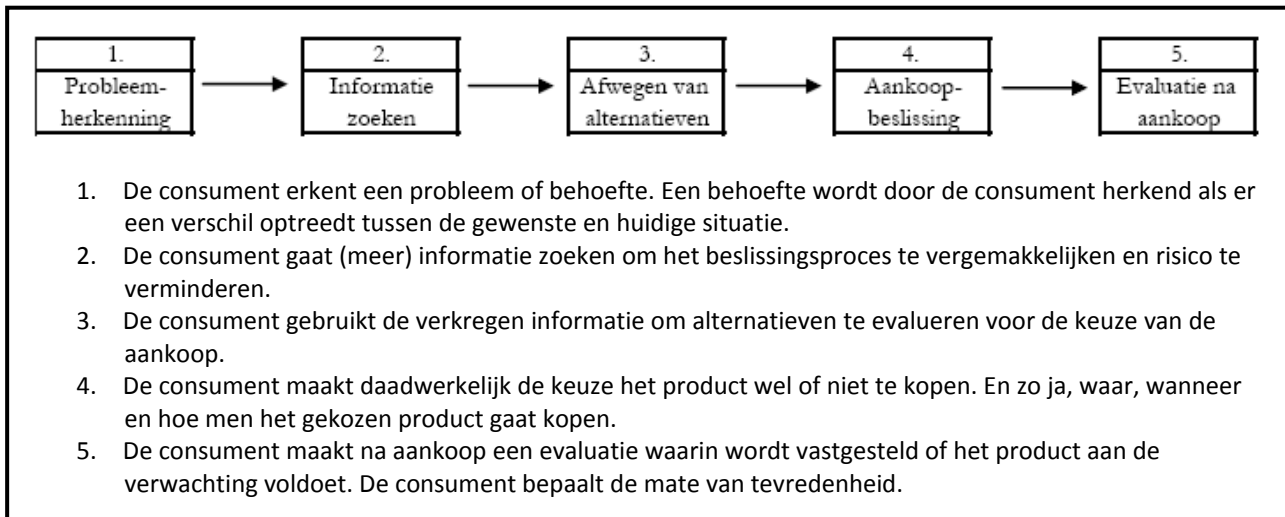 1.
Probleem-
herkenning
2.
Informatie
zoeken
3.
Afwegen van
alternatieven
4.
Aankoop-
beslissing
5.
Evaluatie na
aankoop
1. De consument erkent een probleem of behoefte. Een behoefte wordt door de consument herkend als er
een verschil optreedt tussen de gewenste en huidige situatie.
2. De consument gaat (meer) informatie zoeken om het beslissingsproces te vergemakkelijken en risico te
verminderen.
3. De consument gebruikt de verkregen informatie om alternatieven te evalueren voor de keuze van de
aankoop.
4. De consument maakt daadwerkelijk de keuze het product wel of niet te kopen. En zo ja, waar, wanneer
en hoe men het gekozen product gaat kopen.
5. De consument maakt na aankoop een evaluatie waarin wordt vastgesteld of het product aan de
verwachting voldoet. De consument bepaalt de mate van tevredenheid.